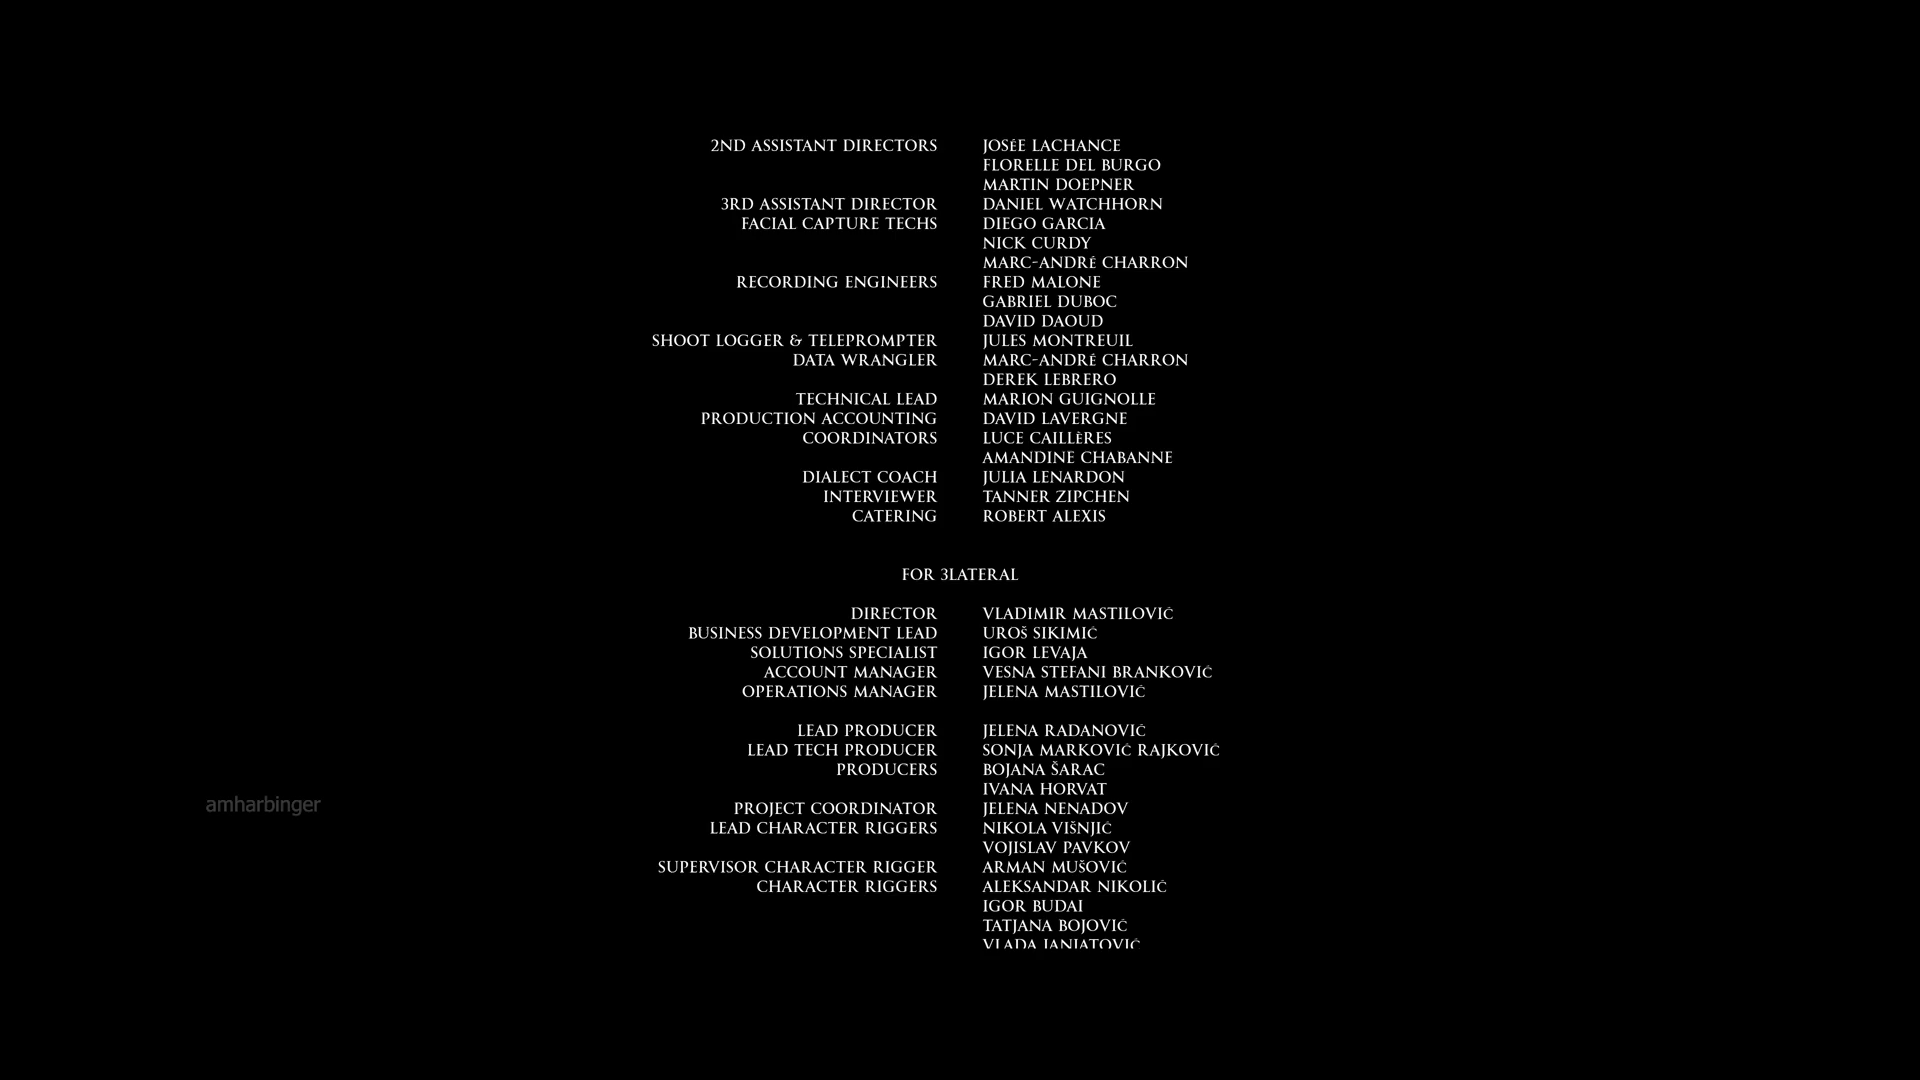 2ND ASSISTANT DIRECTORS JOSÉE LACHANCE
FLORELLE DEL BURGO
MARTIN DOEPNER
3RD ASSISTANT DIRECTOR DANIEL WATCHHORN
FACIAL CAPTURE TECHS DIEGO GARCIA
NICK CURDY
MARC-ANDRÉ CHARRON
RECORDING ENGINEERS FRED MALONE
GABRIEL DUBOC
DAVID DAOUD
SHOOT LOGGER & TELEPROMPTER JULES MONTREUIL
DATA WRANGLER MARC-ANDRÉ CHARRON
DEREK LEBRERO
TECHNICAL LEAD MARION GUIGNOLLE
PRODUCTION ACCOUNTING DAVID LAVERGNE
COORDINATORS LUCE CAILLÈRES
AMANDINE CHABANNE
DIALECT COACH JULIA LENARDON
INTERVIEWER TANNER ZIPCHEN
CATERING ROBERT ALEXIS
FOR 3LATERAL
DIRECTOR VLADIMIR MASTILOVIĆ
BUSINESS DEVELOPMENT LEAD UROŠ SIKIMIĆ
SOLUTIONS SPECIALIST IGOR LEVAJA
ACCOUNT MANAGER VESNA STEFANI BRANKOVIĆ
OPERATIONS MANAGER JELENA MASTILOVIĆ
LEAD PRODUCER JELENA RADANOVIĆ
LEAD TECH PRODUCER SONJA MARKOVIĆ RAJKOVIĆ
PRODUCERS BOJANA ŠARAC
IVANA HORVAT
PROJECT COORDINATOR JELENA NENADOV
LEAD CHARACTER RIGGERS NIKOLA VIŠNJIĆ
VOJISLAV PAVKOV
SUPERVISOR CHARACTER RIGGER ARMAN MUŠOVIĆ
CHARACTER RIGGERS ALEKSANDAR NIKOLIĆ
IGOR BUDAI
TATJANA BOJOVIĆ
VLADA JANJATOVIĆ
amharbinger